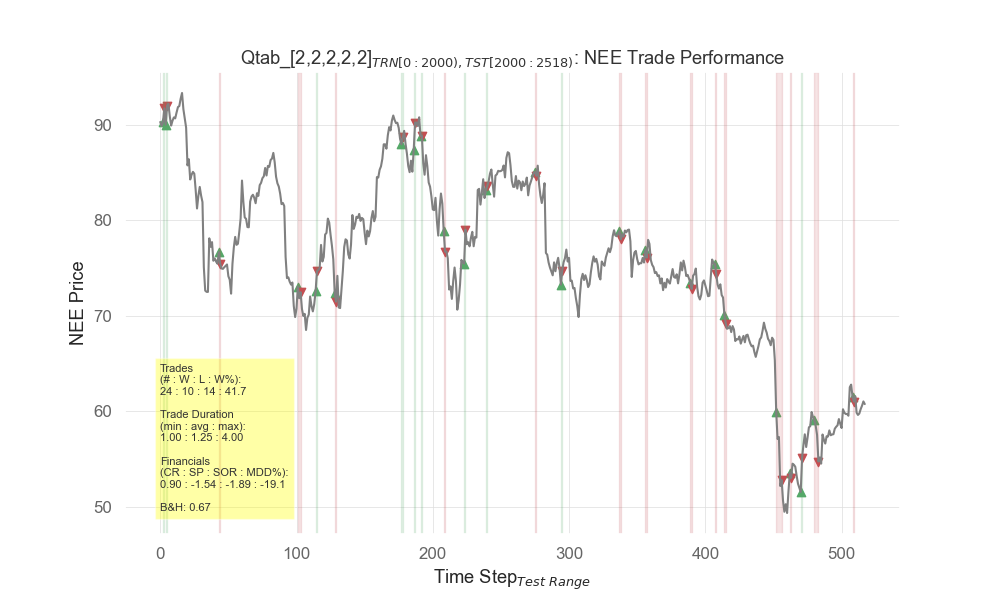 Qtab_[2,2,2,2,2]TRN[0 : 2000), TST[2000 : 2518): NEE Trade Performance
NEE Price
90
80
70
60
50
Trades
(# : W : L : W%):
24 : 10 : 14 : 41.7
Trade Duration
(min : avg : max):
1.00 : 1.25 : 4.00
Financials
(CR : SP : SOR : MDD%):
0.90 : -1.54 : -1.89 : -19.1
B&H: 0.67
0 100 200 300 400 500
Time StepTest Range